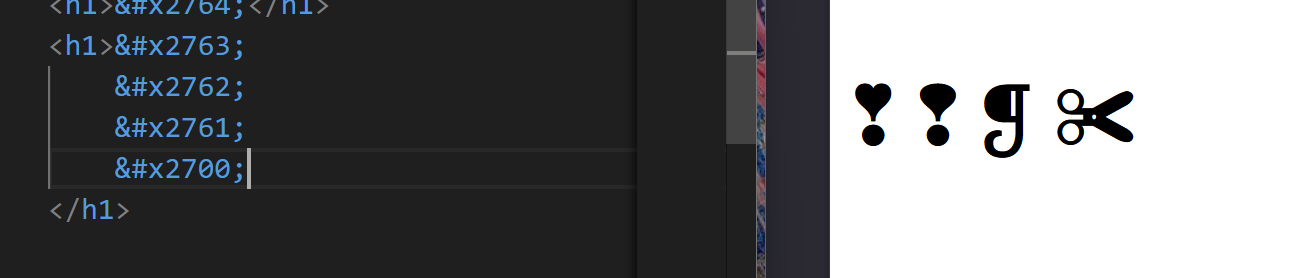 <h1>&#x2764;</h1>
<h1>&#x2763;
&#x2762;
&#x2761;
&#x2700;
</h1>
❣ ❢ ❡ ✀